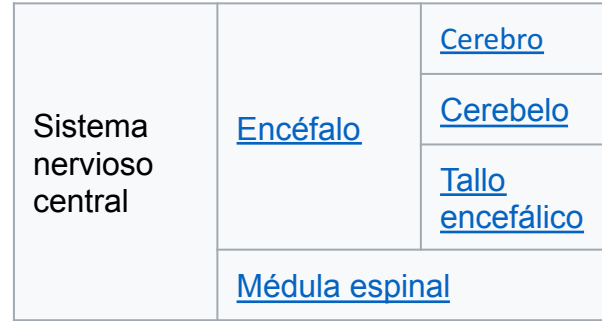 Sistema
nervioso
central
Encéfalo
Cerebro
Cerebelo
Tallo
encefálico
Médula espinal